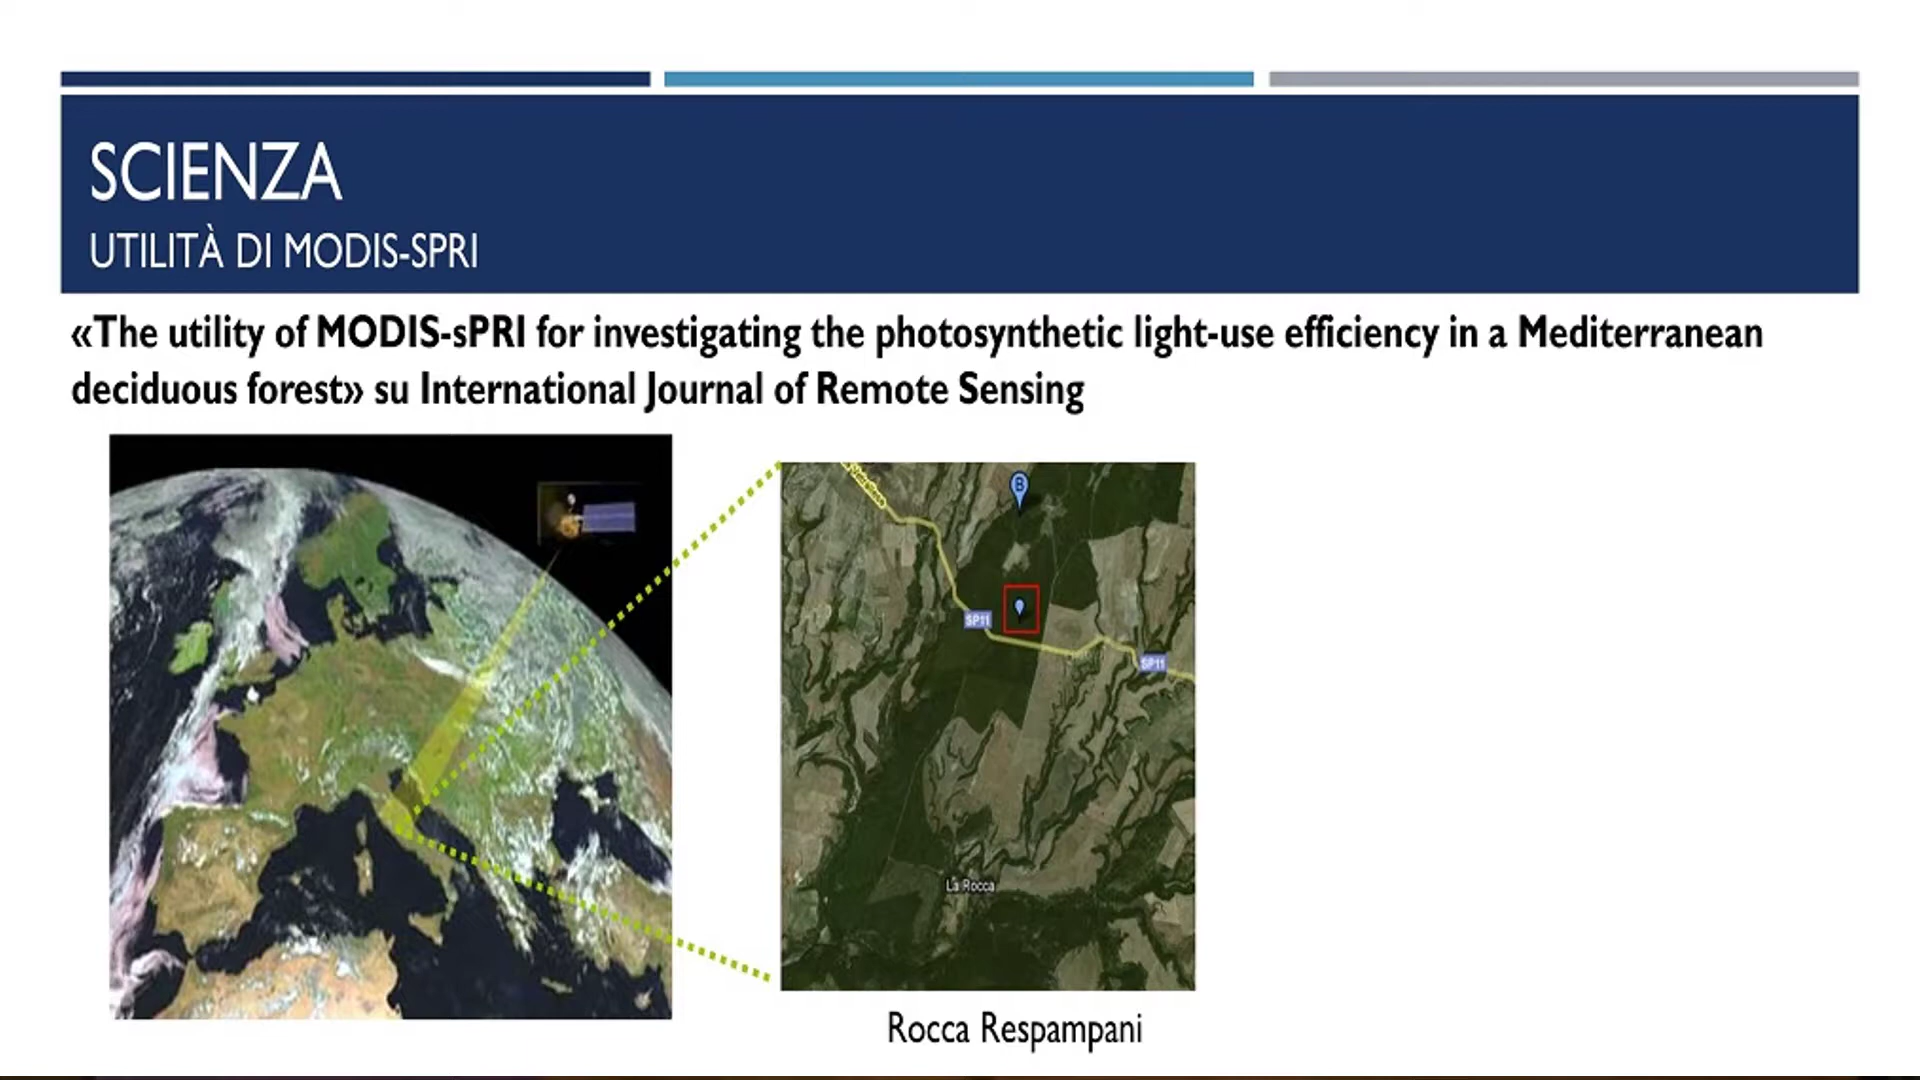 SCIENZA
UTILITÀ DI MODIS-SPRI
«The utility of MODIS-sPRI for investigating the photosynthetic light-use efficiency in a Mediterranean
deciduous forest» su International Journal of Remote Sensing
B
SP11
SP11
La Rocca
Rocca Respampani